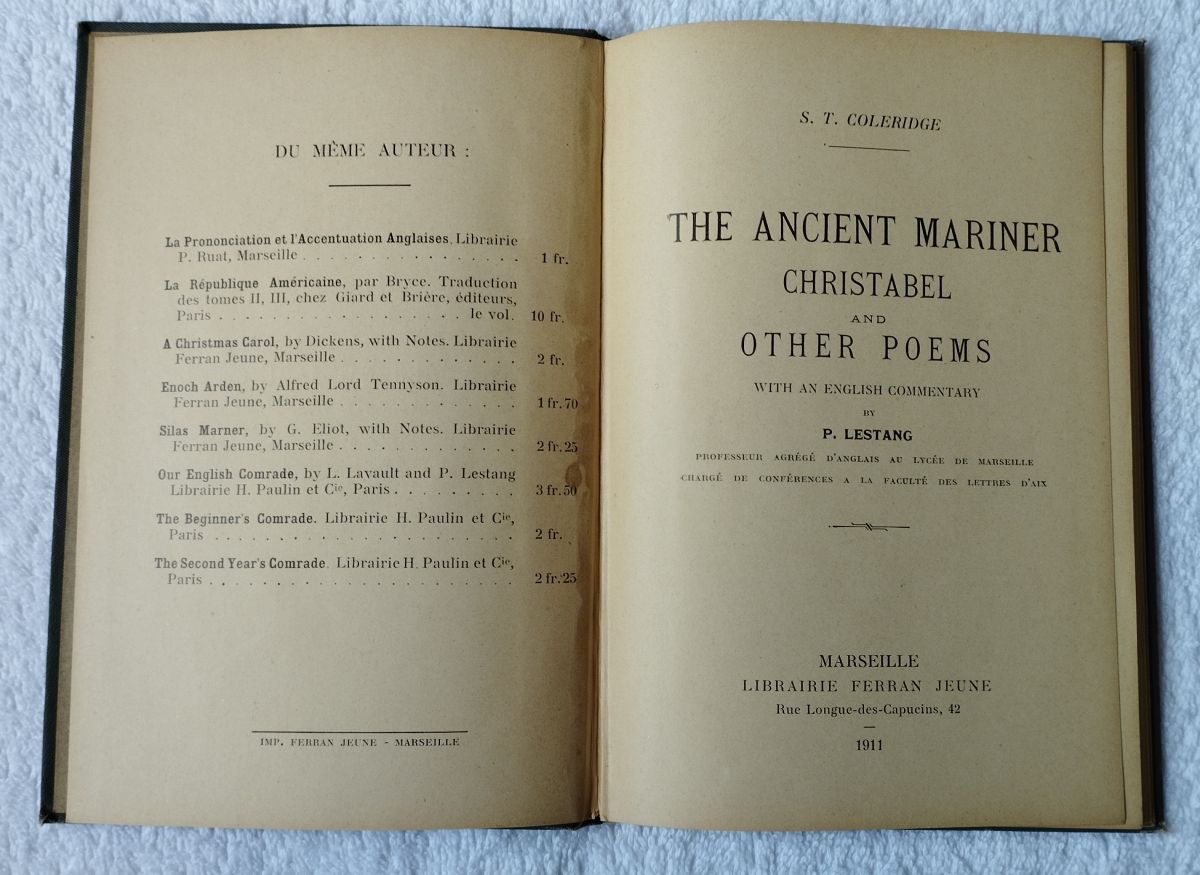 DU MÊME AUTEUR :
La Prononciation et l'Accentuation Anglaises. Librairie
P. Ruat, Marseille . . . . . . . . . . . . . . . . 1 fr.
La République Américaine, par Bryce. Traduction
des tomes II, III, chez Giard et Brière, éditeurs,
Paris . . . . . . . . . . . . . . . . . . le vol. 10 fr.
A Christmas Carol, by Dickens, with Notes. Librairie
Ferran Jeune, Marseille . . . . . . . . . . . . . 2 fr.
Enoch Arden, by Alfred Lord Tennyson. Librairie
Ferran Jeune, Marseille . . . . . . . . . . . . . 1 fr. 70
Silas Marner, by G. Eliot, with Notes. Librairie
Ferran Jeune, Marseille . . . . . . . . . . . . . 2 fr. 25
Our English Comrade, by L. Lavault and P. Lestang
Librairie H. Paulin et Cie, Paris . . . . . . . . . 3 fr. 50
The Beginner's Comrade. Librairie H. Paulin et Cie,
Paris . . . . . . . . . . . . . . . . . . . . . . 2 fr.
The Second Year's Comrade. Librairie H. Paulin et Cie,
Paris . . . . . . . . . . . . . . . . . . . . . . 2 fr. 25
IMP. FERRAN JEUNE - MARSEILLE
S. T. COLERIDGE
THE ANCIENT MARINER
CHRISTABEL
AND
OTHER POEMS
WITH AN ENGLISH COMMENTARY
BY
P. LESTANG
PROFESSEUR AGRÉGÉ D'ANGLAIS AU LYCÉE DE MARSEILLE
CHARGÉ DE CONFÉRENCES A LA FACULTÉ DES LETTRES D'AIX
MARSEILLE
LIBRAIRIE FERRAN JEUNE
Rue Longue-des-Capucins, 42
1911